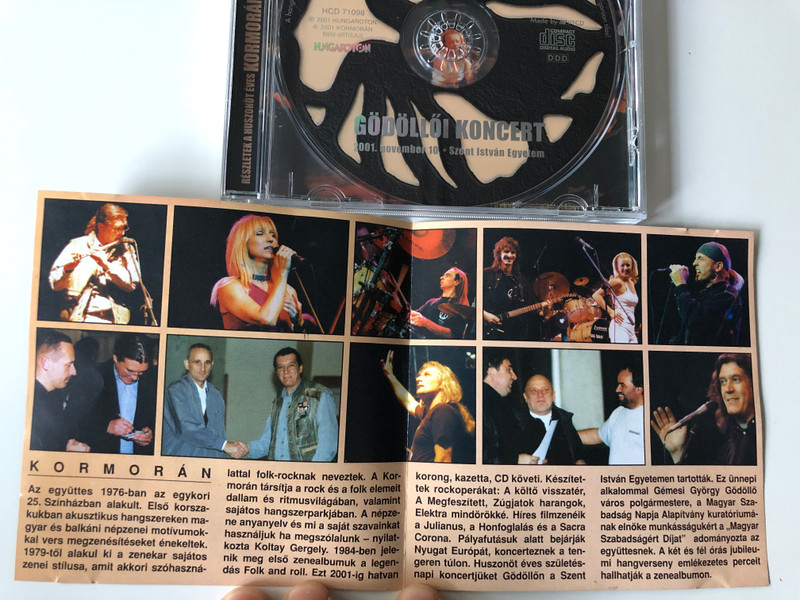 HCD 71098
℗ 2001 HUNGAROTON
© 2001 KORMORÁN
HUNGAROTON
COMPACT
disc
DIGITAL AUDIO
DDD
RÉSZLETEK A HUSZONÖT ÉVES KORMORÁN
GÖDÖLLŐI KONCERT
2001. november 10 • Szent István Egyetem
KORMORÁN
Az együttes 1976-ban az egykori
25. Színházban alakult. Első korsza-
kukban akusztikus hangszereken ma-
gyar és balkáni népzenei motívumok-
kal vers megzenésítéseket énekeltek.
1979-től alakul ki a zenekar sajátos
zenei stílusa, amit akkori szóhaszná-
lattal folk-rocknak neveztek. A Kor-
morán társítja a rock és a folk elemeit
dallam és ritmusvilágában, valamint
sajátos hangszerparkjában. A népze-
ne anyanyelv és mi a saját szavainkat
használjuk ha megszólalunk – nyilat-
kozta Koltay Gergely. 1984-ben jele-
nik meg első zenealbumuk a legen-
dás Folk and roll. Ezt 2001-ig hatvan
korong, kazetta, CD követi. Készítet-
tek rockoperákat: A költő visszatér,
A Megfeszített, Zúgjatok harangok,
Elektra mindörökké. Híres filmzenéik
a Julianus, a Honfoglalás és a Sacra
Corona. Pályafutásuk alatt bejárják
Nyugat Európát, koncerteznek a ten-
geren túlon. Huszonöt éves születés-
napi koncertjüket Gödöllőn a Szent
István Egyetemen tartották. Ez ünnepi
alkalommal Gémesi György Gödöllő
város polgármestere, a Magyar Sza-
badság Napja Alapítvány kuratóriumá-
nak elnöke munkásságukért a „Magyar
Szabadságért Díjat” adományozta az
együttesnek. A két és fél órás jubileu-
mi hangverseny emlékezetes perceit
hallhatják a zenealbumon.